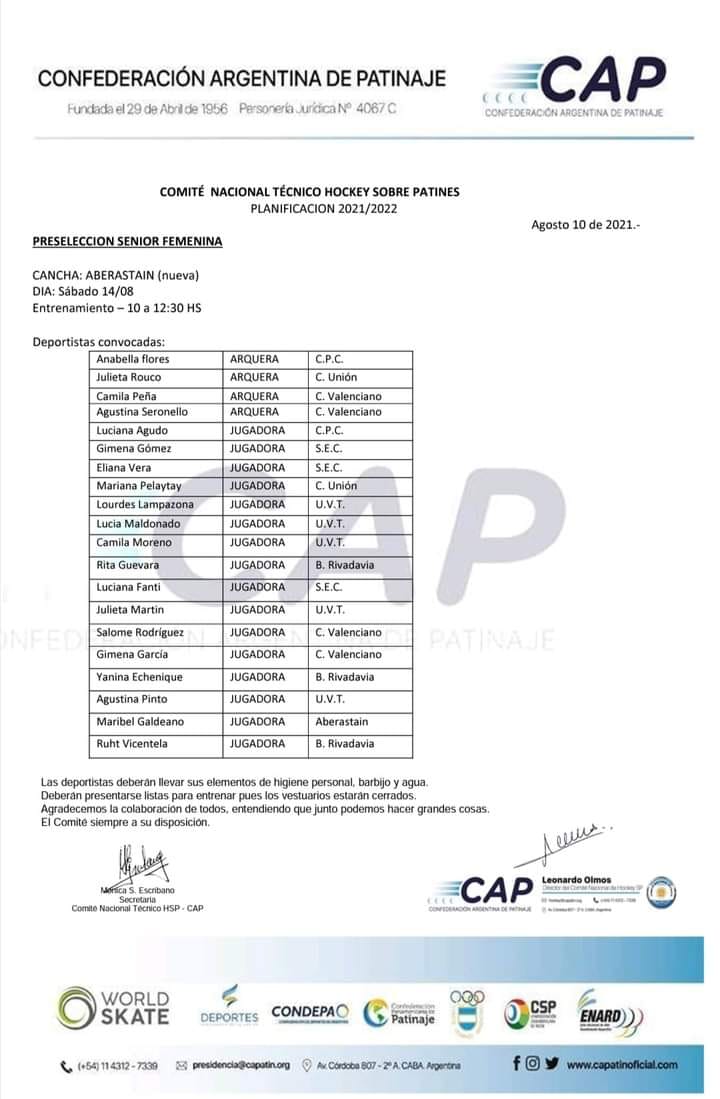 CONFEDERACIÓN ARGENTINA DE PATINAJE
Fundada el 29 de Abril de 1956 Personería Jurídica Nº 4067 C
CAP
CONFEDERACIÓN ARGENTINA DE PATINAJE
COMITÉ NACIONAL TÉCNICO HOCKEY SOBRE PATINES
PLANIFICACION 2021/2022
Agosto 10 de 2021.-
PRESELECCION SENIOR FEMENINA
CANCHA: ABERASTAIN (nueva)
DIA: Sábado 14/08
Entrenamiento – 10 a 12:30 HS
Deportistas convocadas:
Anabella flores ARQUERA C.P.C.
Julieta Rouco ARQUERA C. Unión
Camila Peña ARQUERA C. Valenciano
Agustina Seronello ARQUERA C. Valenciano
Luciana Agudo JUGADORA C.P.C.
Gimena Gómez JUGADORA S.E.C.
Eliana Vera JUGADORA S.E.C.
Mariana Pelaytay JUGADORA C. Unión
Lourdes Lampazona JUGADORA U.V.T.
Lucia Maldonado JUGADORA U.V.T.
Camila Moreno JUGADORA U.V.T.
Rita Guevara JUGADORA B. Rivadavia
Luciana Fanti JUGADORA S.E.C.
Julieta Martin JUGADORA U.V.T.
Salome Rodríguez JUGADORA C. Valenciano
Gimena García JUGADORA C. Valenciano
Yanina Echenique JUGADORA B. Rivadavia
Agustina Pinto JUGADORA U.V.T.
Maribel Galdeano JUGADORA Aberastain
Ruht Vicentela JUGADORA B. Rivadavia
CAP
PATINAJE
Las deportistas deberán llevar sus elementos de higiene personal, barbijo y agua.
Deberán presentarse listas para entrenar pues los vestuarios estarán cerrados.
Agradecemos la colaboración de todos, entendiendo que junto podemos hacer grandes cosas.
El Comité siempre a su disposición.
Mónica S. Escribano
Secretaria
Comité Nacional Técnico HSP - CAP
CAP
CONFEDERACIÓN ARGENTINA DE PATINAJE
Leonardo Olmos
Director del Comité Nacional de Hockey SP
WORLD
SKATE
DEPORTES
CONDEPA
Confederación
Panamericana de
Patinaje
CSP
ENARD
(+54) 11 4312 - 7339
presidencia@capatin.org
Av. Córdoba 807 - 2º A. CABA. Argentina
www.capatinoficial.com